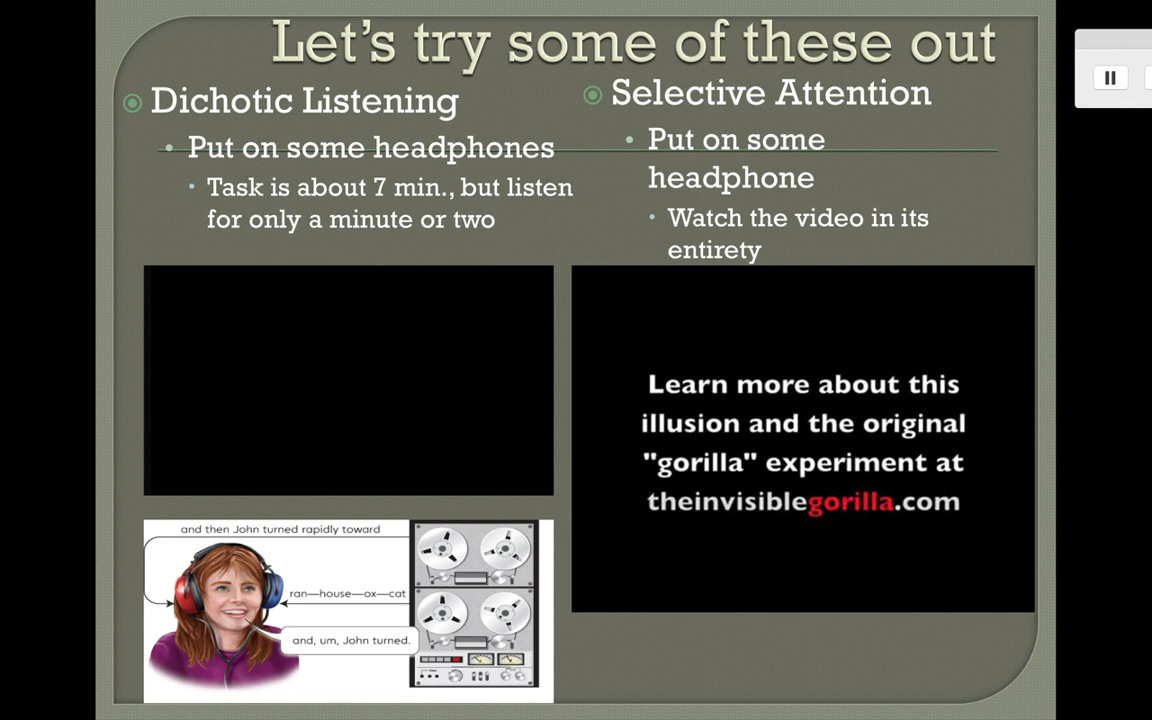 Let's try some of these out
Dichotic Listening
Put on some headphones
Task is about 7 min., but listen
for only a minute or two
Selective Attention
Put on some
headphone
Watch the video in its
entirety
Learn more about this
illusion and the original
"gorilla" experiment at
theinvisiblegorilla.com
and then John turned rapidly toward
ran—house—ox—cat
and, um, John turned.